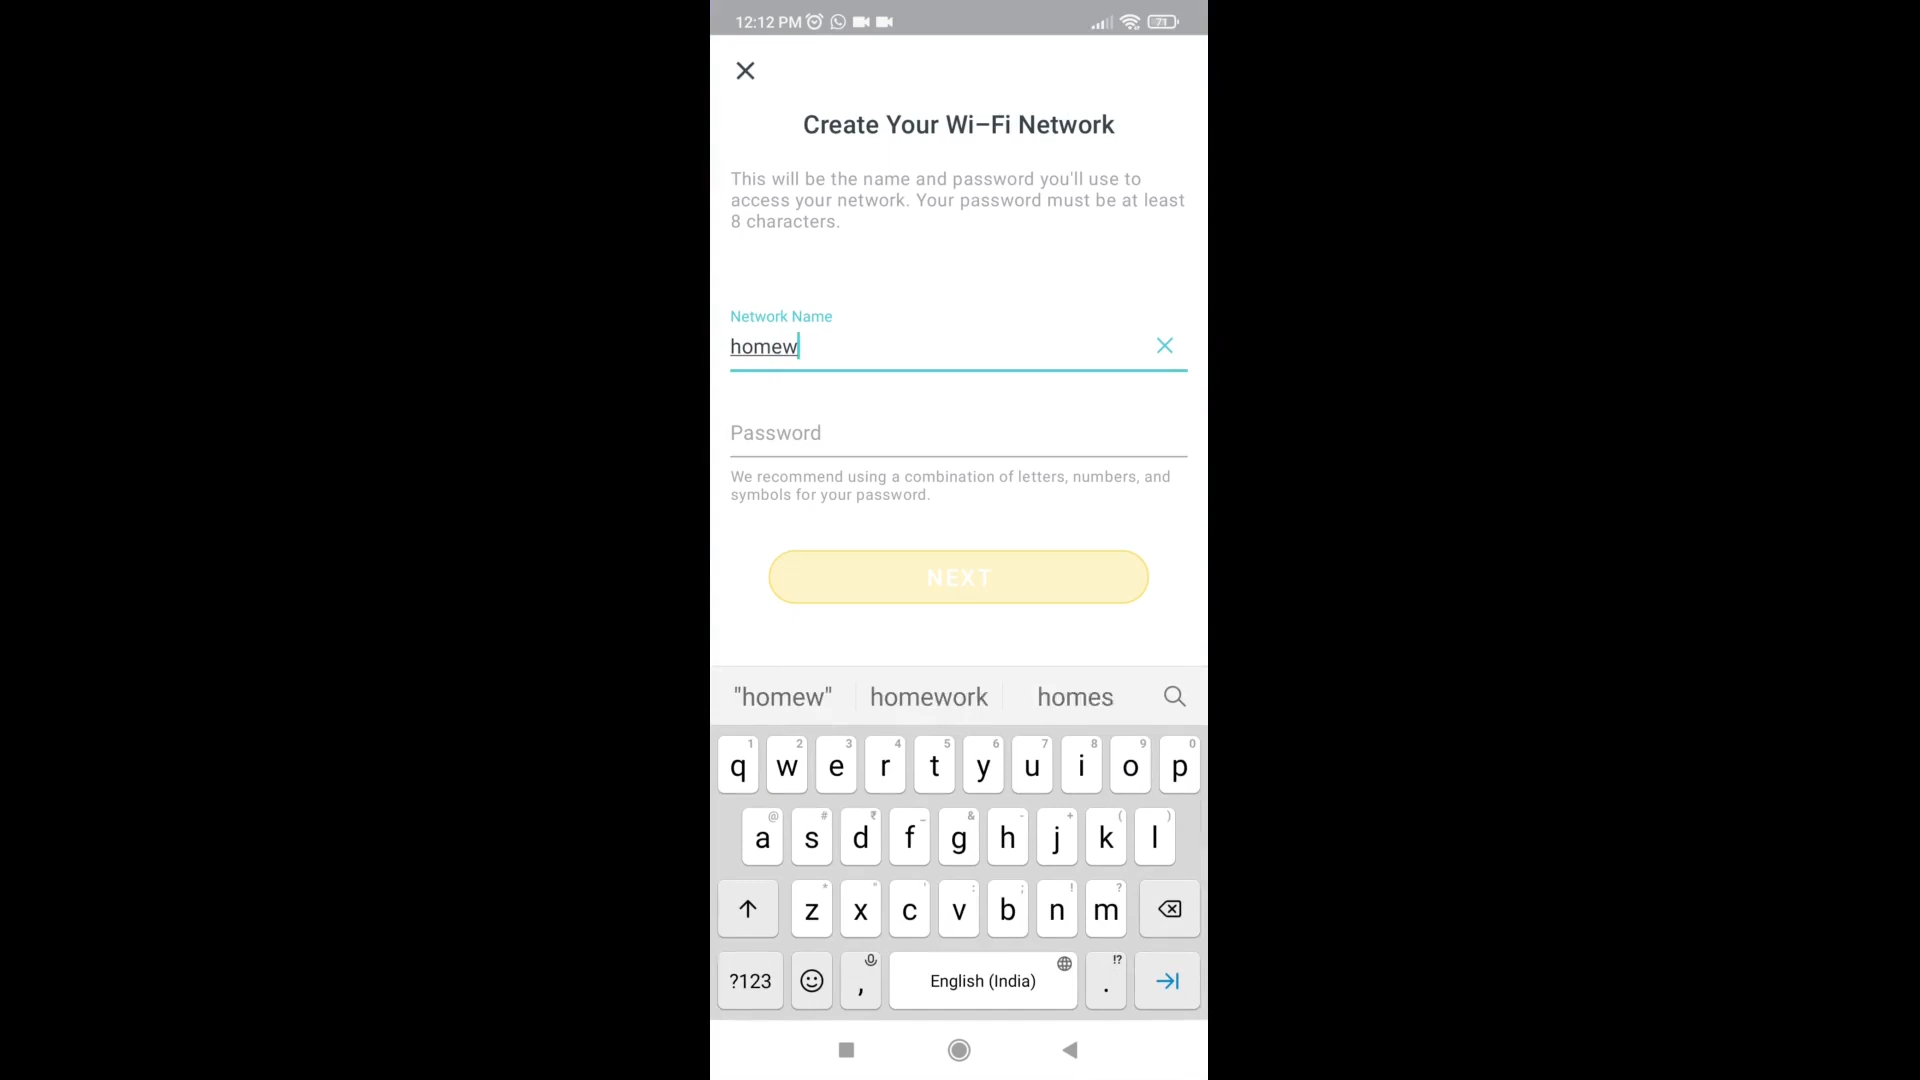 12:12 PM 71
Create Your Wi–Fi Network
This will be the name and password you'll use to
access your network. Your password must be at least
8 characters.
Network Name
homew
Password
We recommend using a combination of letters, numbers, and
symbols for your password.
NEXT
"homew" homework homes
1 2 3 4 5 6 7 8 9 0
q w e r t y u i o p
@ # ₹ _ & - + ( )
a s d f g h j k l
* " ' : ; ! ?
z x c v b n m
?123 , English (India) !? .